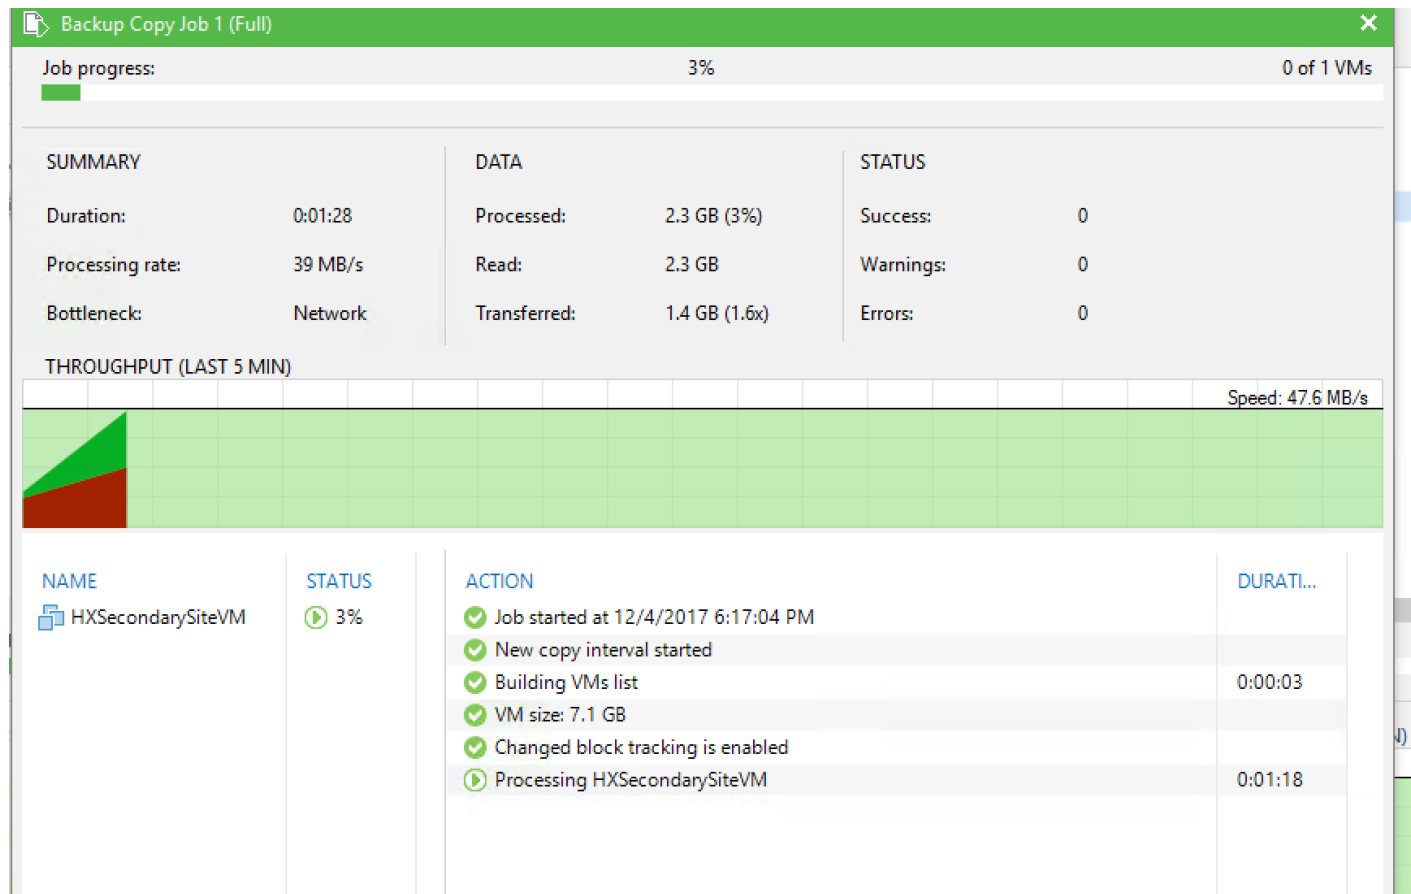 Backup Copy Job 1 (Full)
Job progress: 3% 0 of 1 VMs
SUMMARY DATA STATUS
Duration: 0:01:28 Processed: 2.3 GB (3%) Success: 0
Processing rate: 39 MB/s Read: 2.3 GB Warnings: 0
Bottleneck: Network Transferred: 1.4 GB (1.6x) Errors: 0
THROUGHPUT (LAST 5 MIN)
Speed: 47.6 MB/s
NAME STATUS ACTION DURATI...
HXSecondarySiteVM 3% Job started at 12/4/2017 6:17:04 PM
New copy interval started
Building VMs list 0:00:03
VM size: 7.1 GB
Changed block tracking is enabled
Processing HXSecondarySiteVM 0:01:18